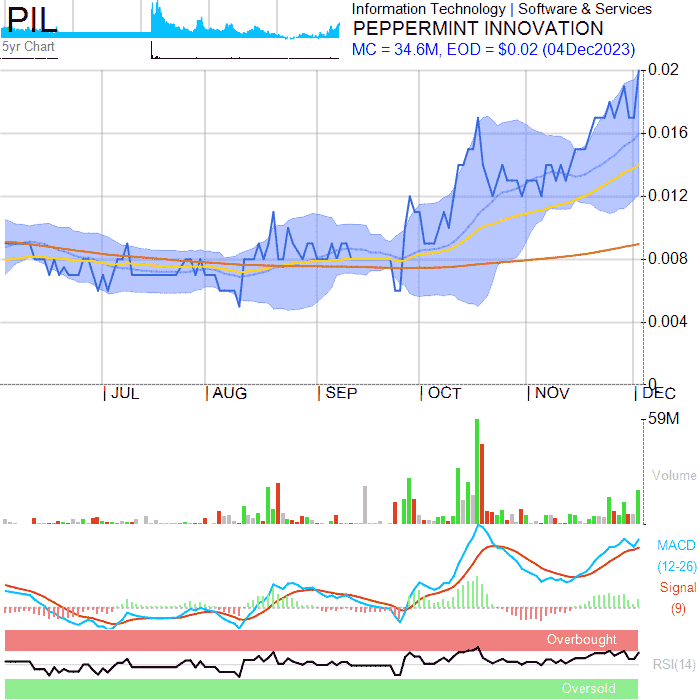 PIL
Information Technology | Software & Services
PEPPERMINT INNOVATION
5yr Chart
MC = 34.6M, EOD = $0.02 (04Dec2023)
0.02
0.016
0.012
0.008
0.004
0
JUL AUG SEP OCT NOV DEC
59M
Volume
MACD
(12-26)
Signal
(9)
Overbought
RSI(14)
Oversold